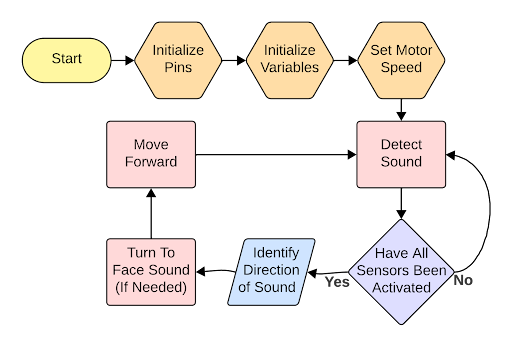 Start
Initialize
Pins
Initialize
Variables
Set Motor
Speed
Move
Forward
Detect
Sound
Turn To
Face Sound
(If Needed)
Identify
Direction
of Sound
Yes
Have All
Sensors Been
Activated
No